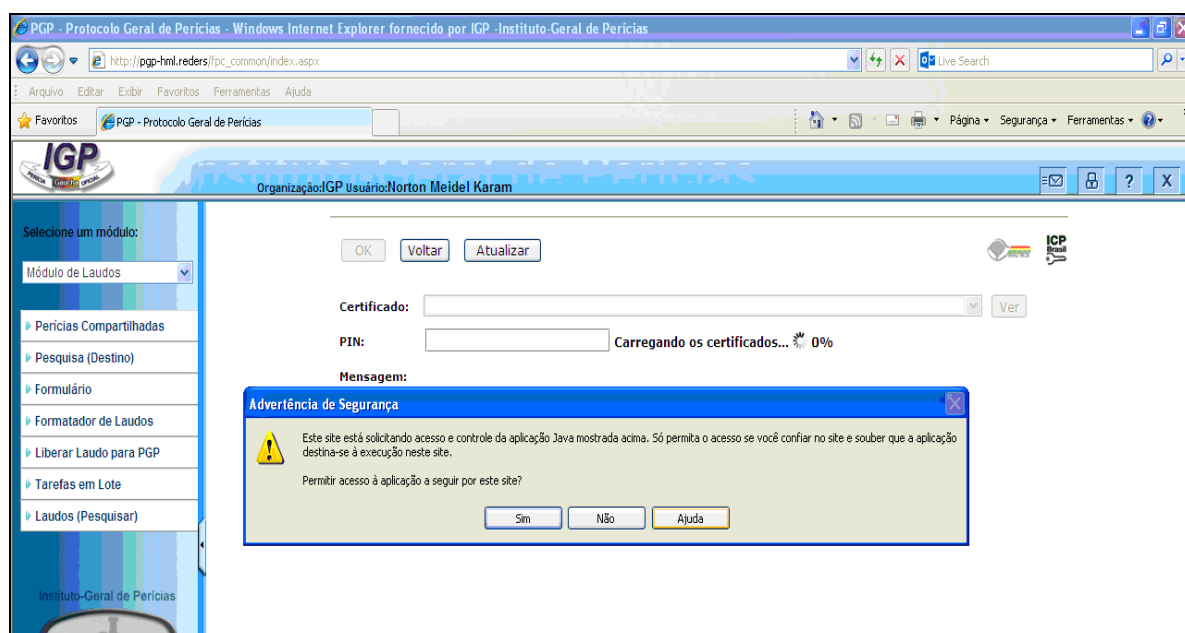 PGP - Protocolo Geral de Perícias - Windows Internet Explorer fornecido por IGP -Instituto-Geral de Perícias
http://pgp-hml.reders/fpc_common/index.aspx
Live Search
Arquivo Editar Exibir Favoritos Ferramentas Ajuda
Favoritos
PGP - Protocolo Geral de Perícias
Página
Segurança
Ferramentas
IGP
Organização:IGP Usuário:Norton Meidel Karam
? X
Selecione um módulo:
Módulo de Laudos
Perícias Compartilhadas
Pesquisa (Destino)
Formulário
Formatador de Laudos
Liberar Laudo para PGP
Tarefas em Lote
Laudos (Pesquisar)
Instituto-Geral de Perícias
OK Voltar Atualizar
ICP
Brasil
Certificado:
Ver
PIN:
Carregando os certificados... 0%
Mensagem:
Advertência de Segurança
Este site está solicitando acesso e controle da aplicação Java mostrada acima. Só permita o acesso se você confiar no site e souber que a aplicação
destina-se à execução neste site.
Permitir acesso à aplicação a seguir por este site?
Sim Não Ajuda